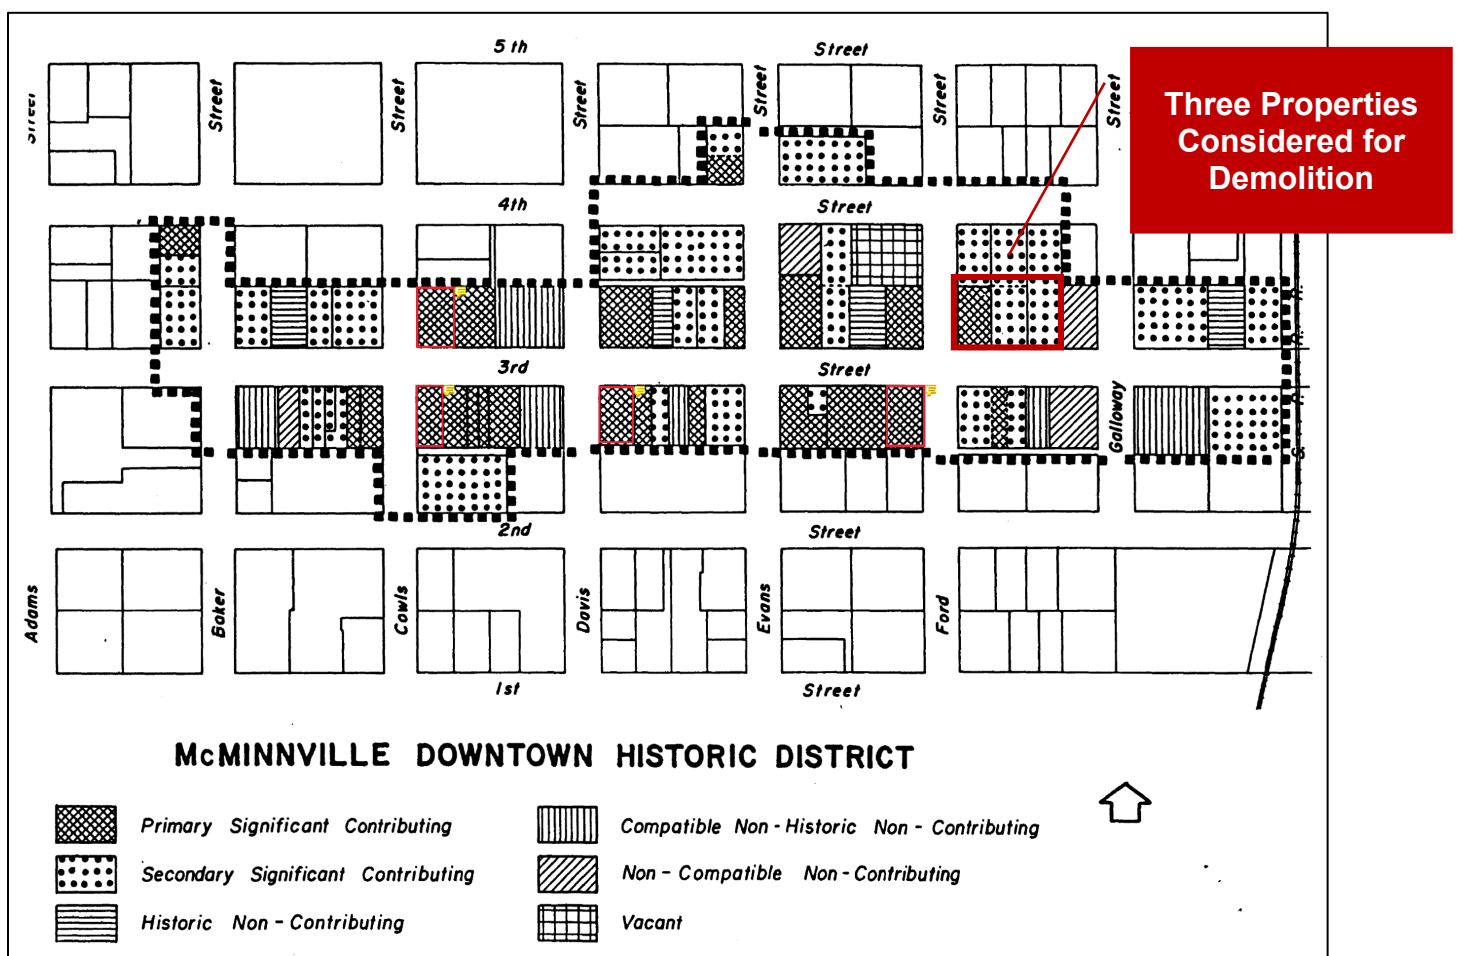 5th Street
Street Street Street Street Street Street Street
Three Properties
Considered for
Demolition
4th Street
3rd Street
Galloway
S. P. R. R.
2nd Street
Adams Baker Cowls Davis Evans Ford
1st Street
McMINNVILLE DOWNTOWN HISTORIC DISTRICT
Primary Significant Contributing
Secondary Significant Contributing
Historic Non-Contributing
Compatible Non-Historic Non-Contributing
Non-Compatible Non-Contributing
Vacant